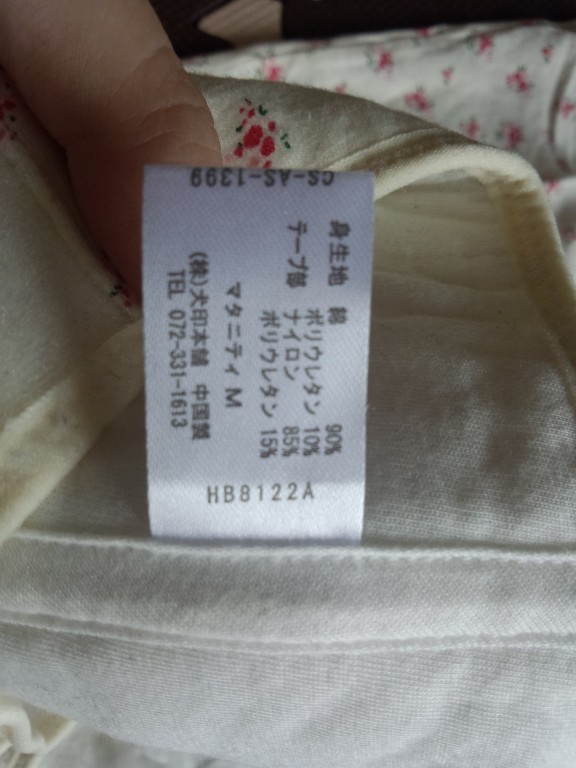 CS-AS-1399
身生地 綿 90%
ポリウレタン 10%
テープ部 ナイロン 85%
ポリウレタン 15%
マタニティ M
(株)犬印本舗 中国製
TEL 072-331-1613
HB8122A